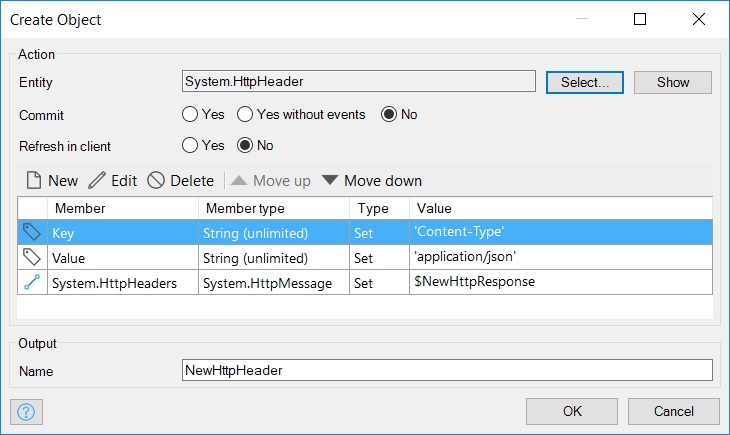 Create Object
Action
Entity System.HttpHeader Select... Show
Commit Yes Yes without events No
Refresh in client Yes No
New Edit Delete Move up Move down
Member Member type Type Value
Key String (unlimited) Set 'Content-Type'
Value String (unlimited) Set 'application/json'
System.HttpHeaders System.HttpMessage Set $NewHttpResponse
Output
Name NewHttpHeader
? OK Cancel